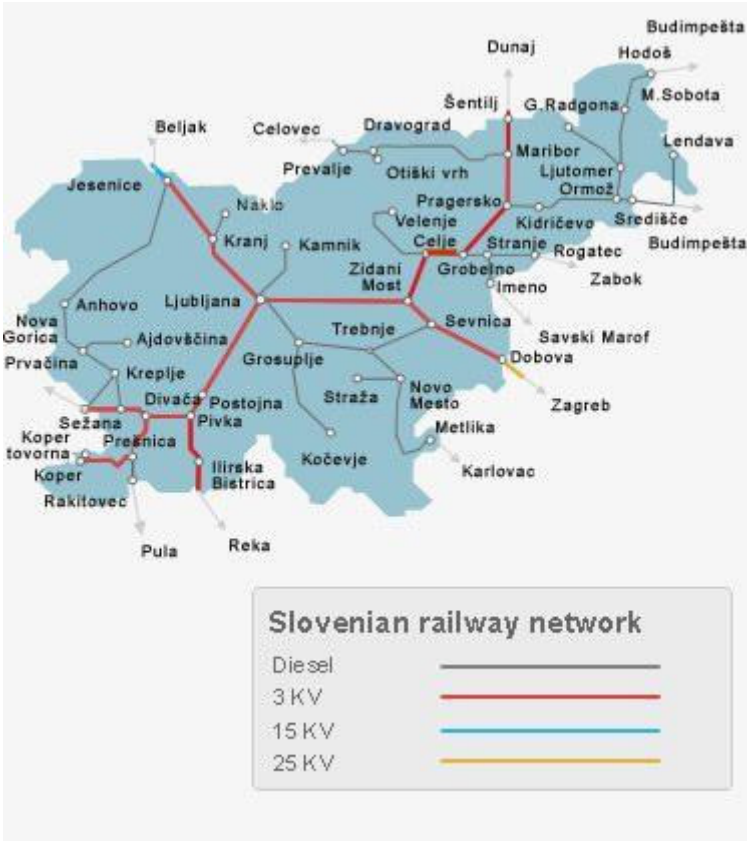 Budimpešta
Dunaj
Hodoš
Šentilj
G.Radgona
M.Sobota
Beljak
Celovec
Dravograd
Lendava
Maribor
Prevalje
Otiški vrh
Ljutomer
Jesenice
Ormož
Pragersko
Naklo
Velenje
Kidričevo
Središče
Kranj
Kamnik
Celje
Stranje
Rogatec
Budimpešta
Zidani
Most
Grobelno
Zabok
Imeno
Anhovo
Ljubljana
Nova
Gorica
Trebnje
Sevnica
Savski Marof
Ajdovščina
Grosuplje
Dobova
Prvačina
Kreplje
Straža
Novo
Mesto
Divača
Postojna
Zagreb
Sežana
Pivka
Metlika
Koper
tovorna
Prešnica
Kočevje
Karlovac
Koper
Ilirska
Bistrica
Rakitovec
Pula
Reka
Slovenian railway network
Diesel
3 KV
15 KV
25 KV